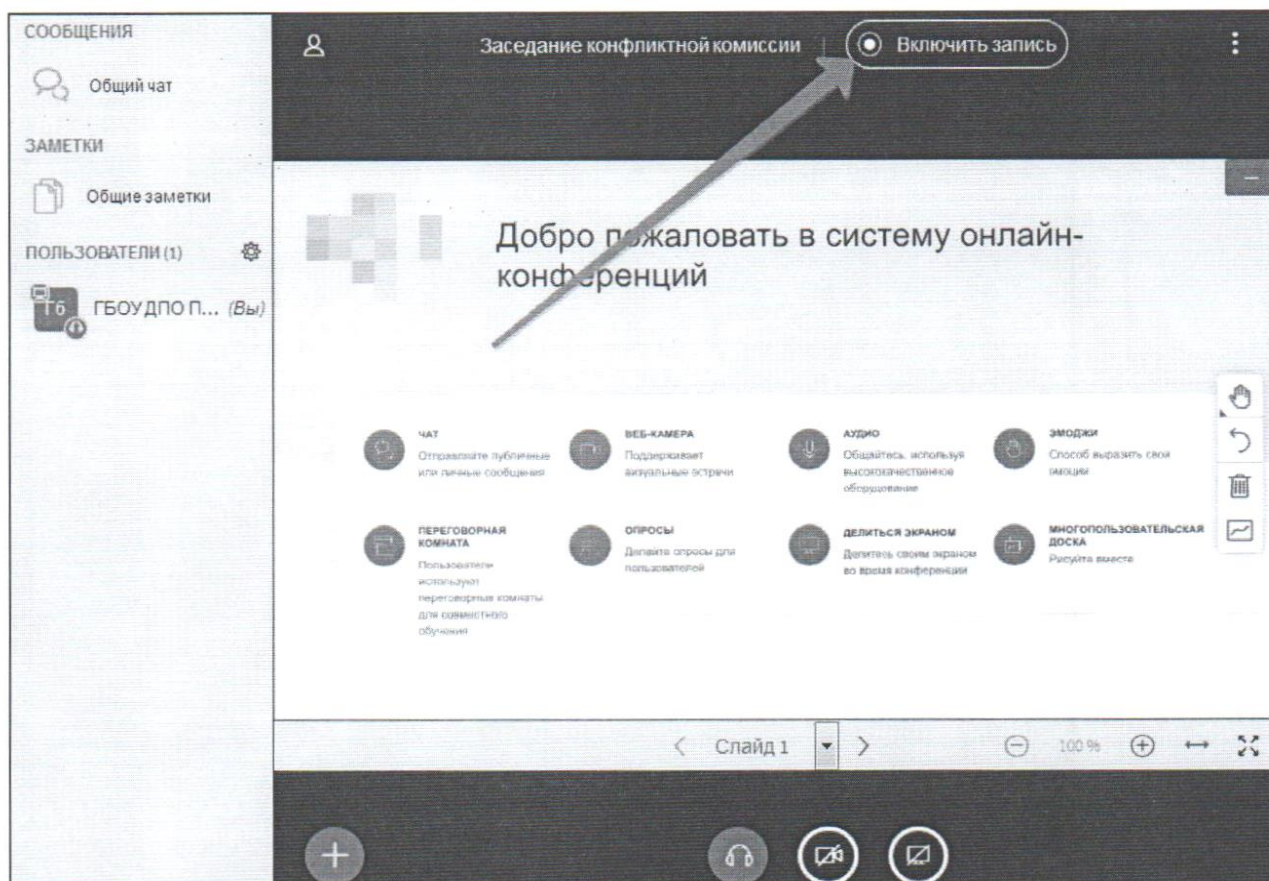 СООБЩЕНИЯ
Общий чат
ЗАМЕТКИ
Общие заметки
ПОЛЬЗОВАТЕЛИ (1)
Гб
ГБОУ ДПО П... (Вы)
Заседание конфликтной комиссии | Включить запись
Добро пожаловать в систему онлайн-
конференций
ЧАТ
Отправляйте публичные
или личные сообщения
ВЕБ-КАМЕРА
Поддерживает
визуальные встречи
АУДИО
Общайтесь, используя
высококачественное
оборудование
ЭМОДЖИ
Способ выразить свои
эмоции
ПЕРЕГОВОРНАЯ
КОМНАТА
Пользователи
используют
переговорные комнаты
для совместного
обучения
ОПРОСЫ
Делайте опросы для
пользователей
ДЕЛИТЬСЯ ЭКРАНОМ
Делитесь своим экраном
во время конференции
МНОГОПОЛЬЗОВАТЕЛЬСКАЯ
ДОСКА
Рисуйте вместе
Слайд 1
100 %